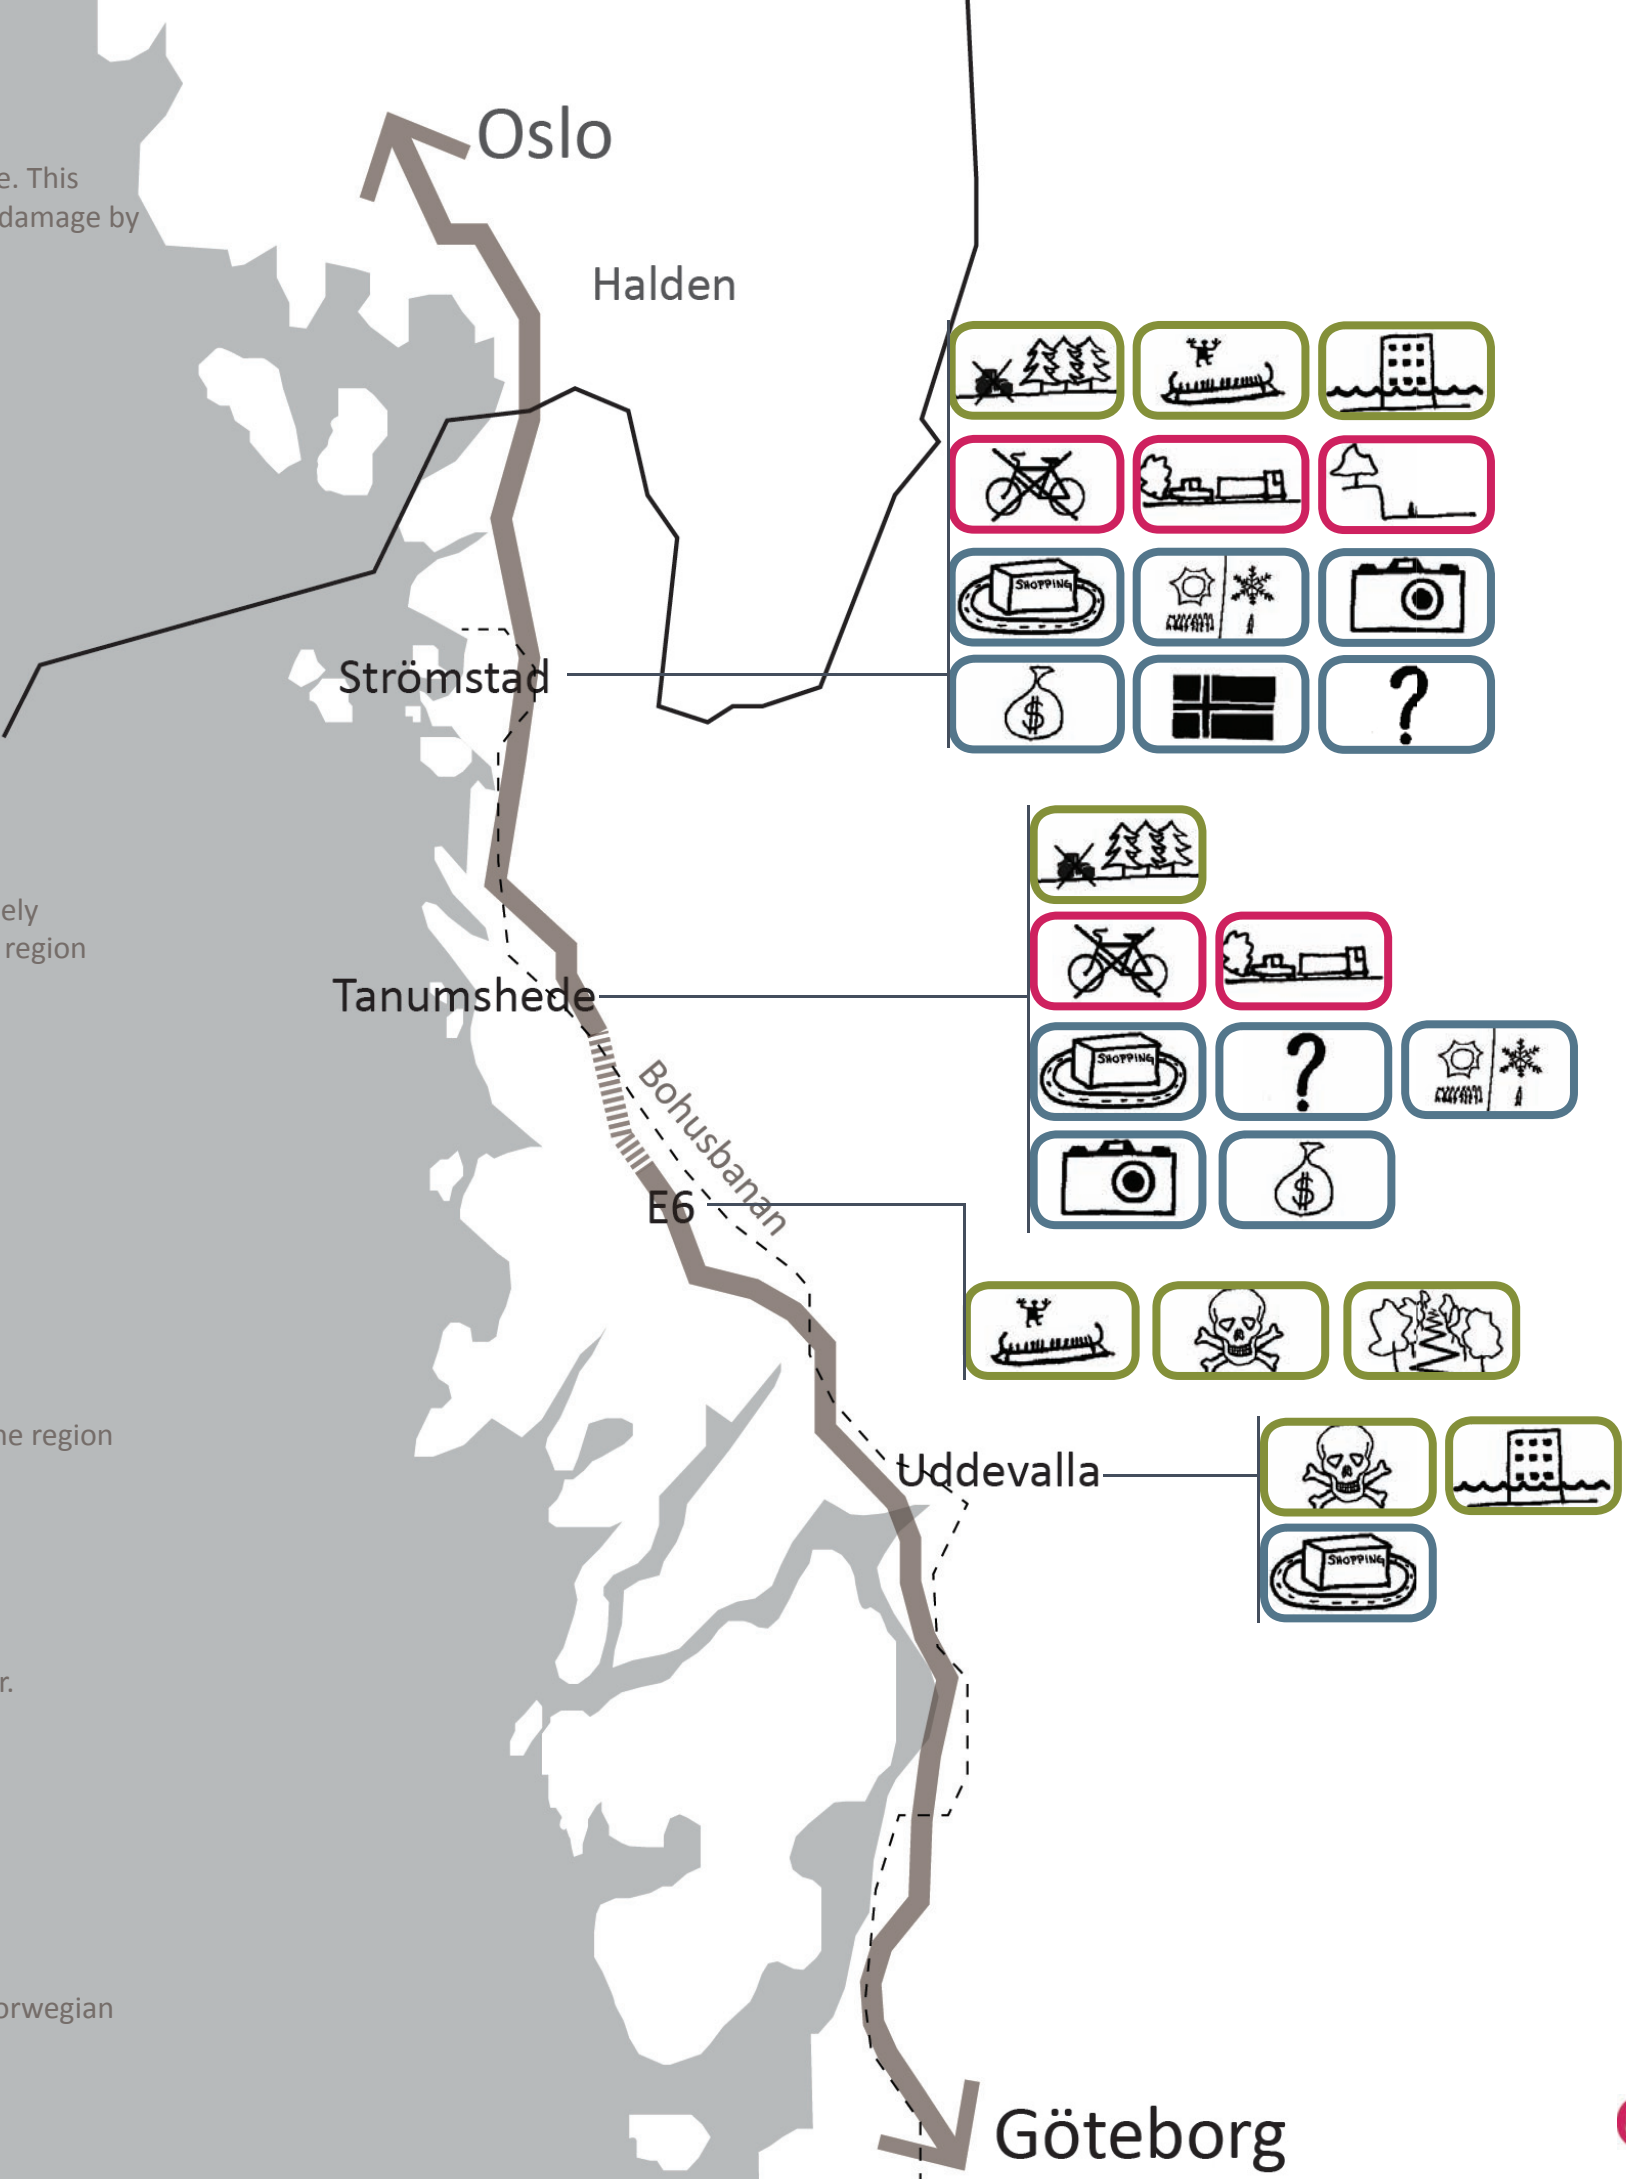 Oslo
e. This
damage by
Halden
SHOPPING
$
?
Strömstad
ely
region
Tanumshede
SHOPPING
?
Bohusbanan
$
E6
ne region
Uddevalla
SHOPPING
r.
orwegian
Göteborg